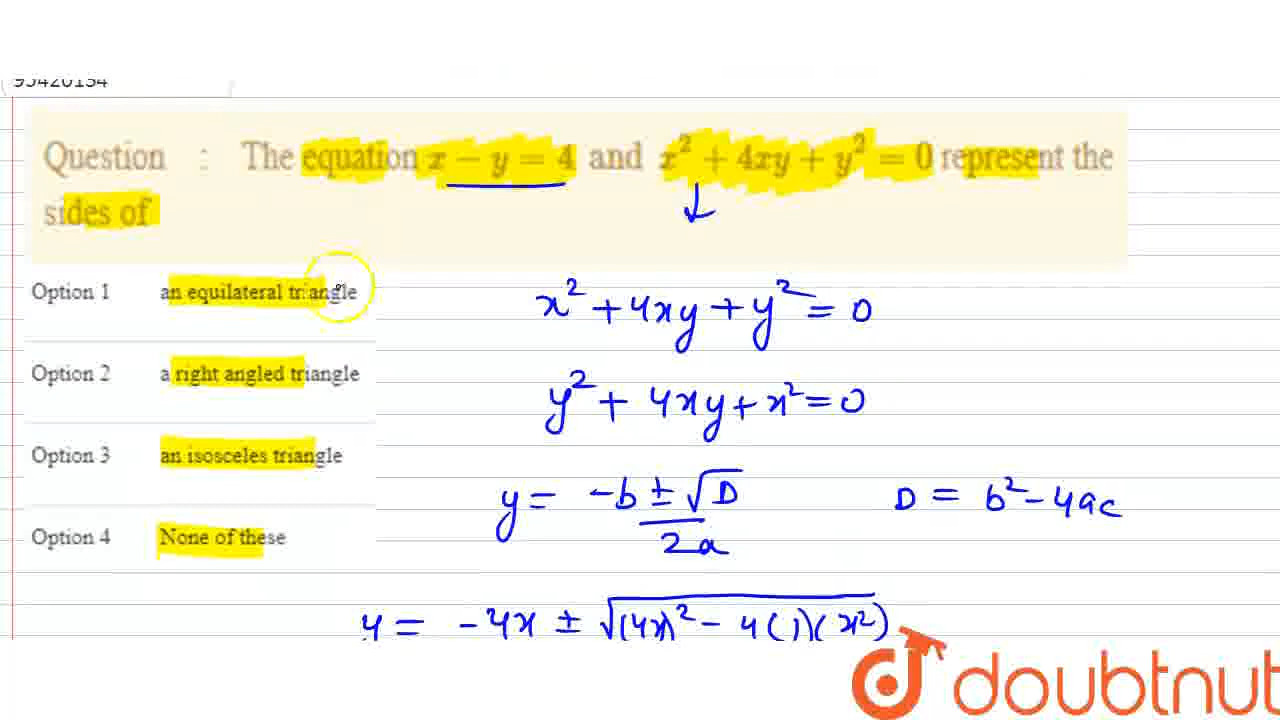 95420134
Question : The equation x − y = 4 and x² + 4xy + y² = 0 represent the
sides of
Option 1 an equilateral triangle
x² + 4xy + y² = 0
Option 2 a right angled triangle
y² + 4xy + x² = 0
Option 3 an isosceles triangle
y = -b ± √D / 2a D = b² - 4ac
Option 4 None of these
y = -4x ± √(4x)² - 4(1)(x²)
doubtnut